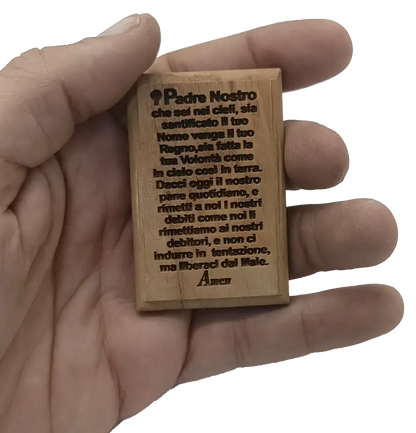 Padre Nostro
che sei nei cieli, sia
santificato il tuo
Nome venga il tuo
Regno,sia fatta la
tua Volontà come
in cielo così in terra.
Dacci oggi il nostro
pane quotidiano, e
rimetti a noi i nostri
debiti come noi li
rimettiamo ai nostri
debitori, e non ci
indurre in tentazione,
ma liberaci dal Male.
Amen